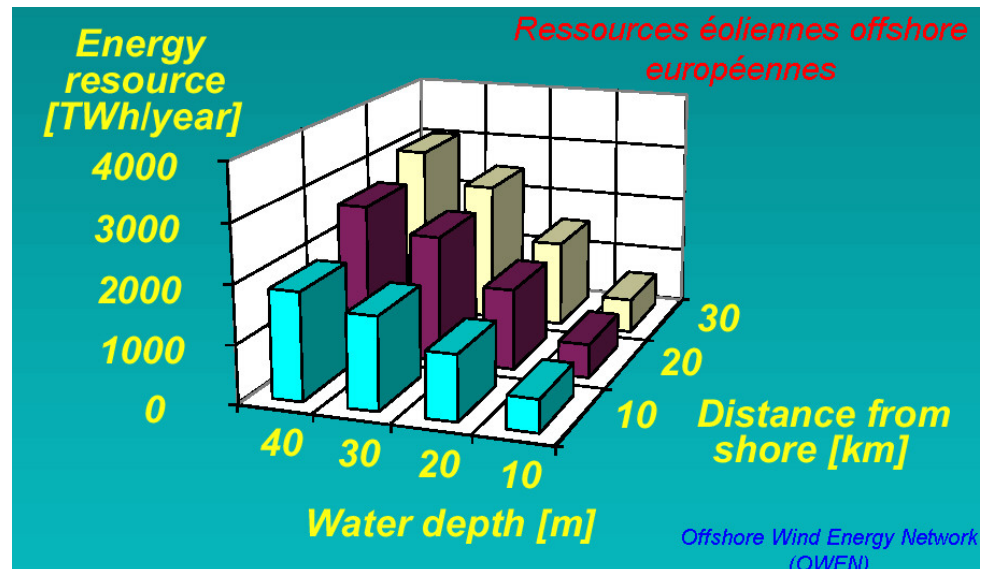 Ressources éoliennes offshore
européennes
Energy
resource
[TWh/year]
4000
3000
2000
1000
0
40
30
20
10
Water depth [m]
30
20
10
Distance from
shore [km]
Offshore Wind Energy Network
(OWEN)